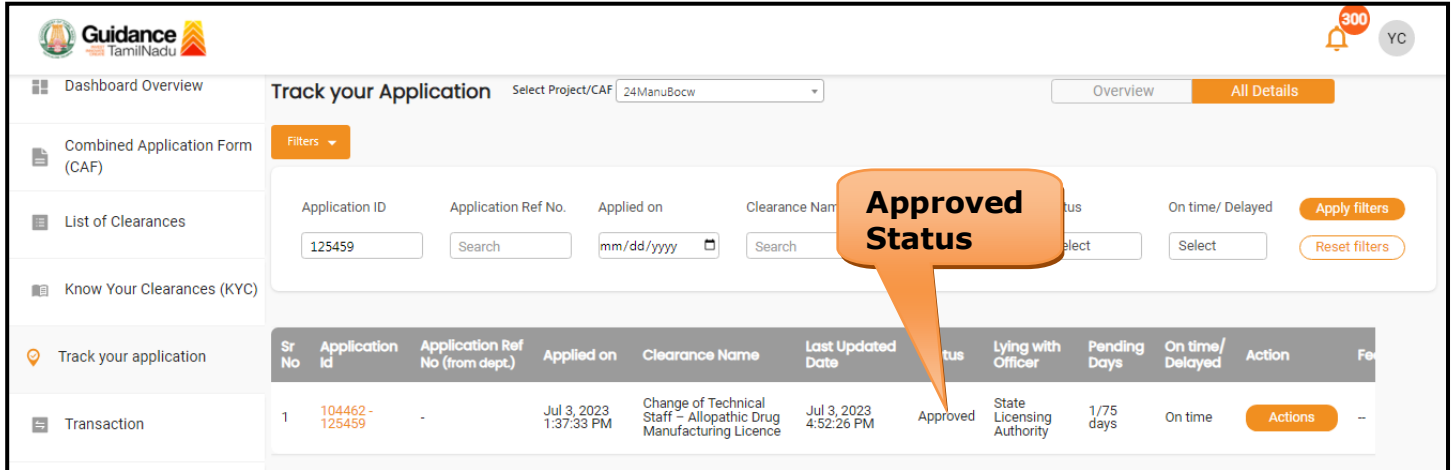 Guidance
TamilNadu
300
YC
Dashboard Overview
Track your Application Select Project/CAF 24ManuBocw Overview All Details
Combined Application Form
(CAF)
Filters
List of Clearances
Application ID Application Ref No. Applied on Clearance Nam tus On time/ Delayed Apply filters
125459 Search mm/dd/yyyy Search elect Select Reset filters
Approved
Status
Know Your Clearances (KYC)
Track your application
Sr
No
Application
Id
Application Ref
No (from dept.)
Applied on
Clearance Name
Last Updated
Date
tus
Lying with
Officer
Pending
Days
On time/
Delayed
Action
Fe
Transaction
1
104462 -
125459
-
Jul 3, 2023
1:37:33 PM
Change of Technical
Staff – Allopathic Drug
Manufacturing Licence
Jul 3, 2023
4:52:26 PM
Approved
State
Licensing
Authority
1/75
days
On time
Actions
--